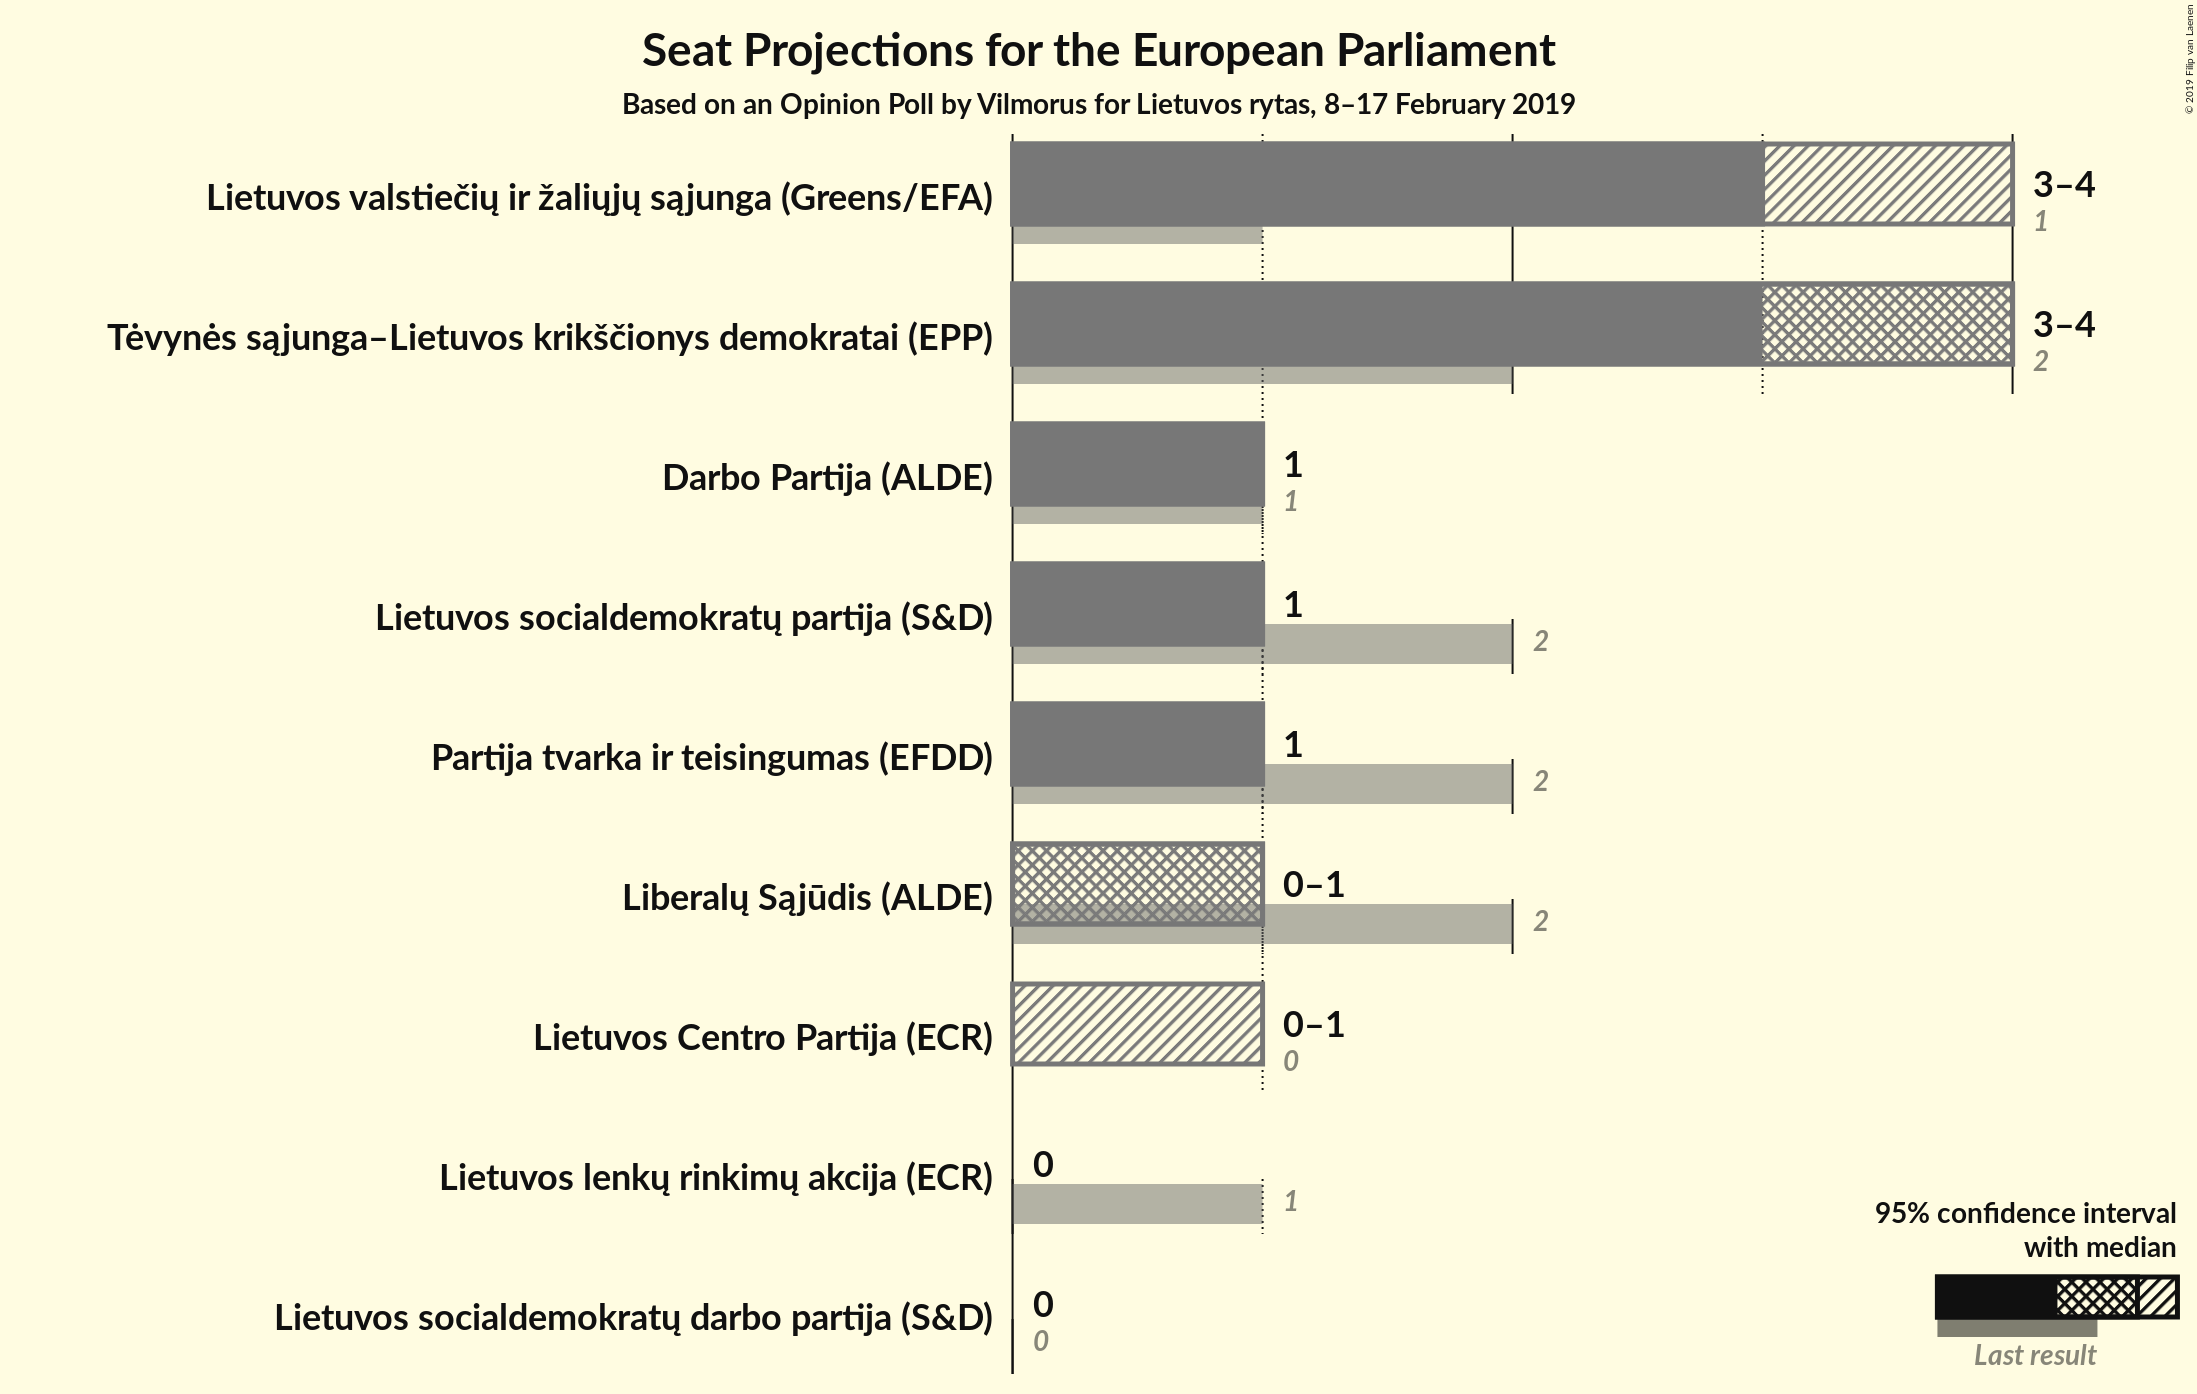 Seat Projections for the European Parliament
Based on an Opinion Poll by Vilmorus for Lietuvos rytas, 8–17 February 2019
© 2019 Filip van Laenen
Lietuvos valstiečių ir žaliųjų sąjunga (Greens/EFA)
3–4
1
Tėvynės sąjunga–Lietuvos krikščionys demokratai (EPP)
3–4
2
Darbo Partija (ALDE)
1
1
Lietuvos socialdemokratų partija (S&D)
1
2
Partija tvarka ir teisingumas (EFDD)
1
2
Liberalų Sąjūdis (ALDE)
0–1
2
Lietuvos Centro Partija (ECR)
0–1
0
Lietuvos lenkų rinkimų akcija (ECR)
0
1
Lietuvos socialdemokratų darbo partija (S&D)
0
0
95% confidence interval
with median
Last result